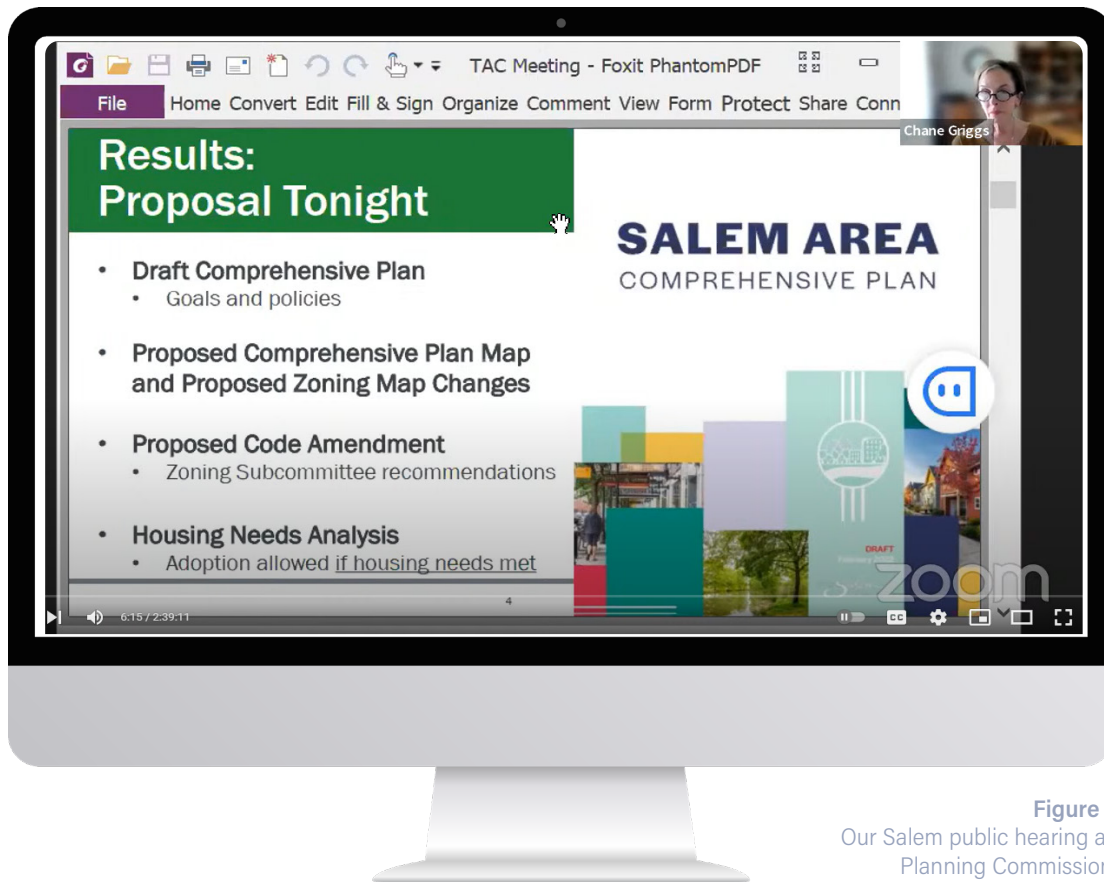 TAC Meeting - Foxit PhantomPDF
File Home Convert Edit Fill & Sign Organize Comment View Form Protect Share Conn
Chane Griggs
Results:
Proposal Tonight
• Draft Comprehensive Plan
• Goals and policies
• Proposed Comprehensive Plan Map
and Proposed Zoning Map Changes
• Proposed Code Amendment
• Zoning Subcommittee recommendations
• Housing Needs Analysis
• Adoption allowed if housing needs met
SALEM AREA
COMPREHENSIVE PLAN
DRAFT
zoom
4
6:15 / 2:39:11
CC
Figure
Our Salem public hearing a
Planning Commission